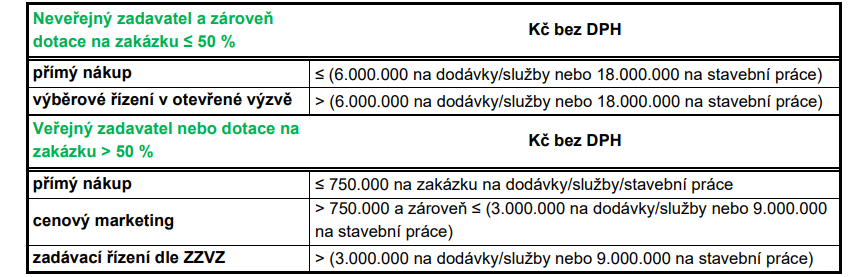 Neveřejný zadavatel a zároveň
dotace na zakázku ≤ 50 %
Kč bez DPH
přímý nákup
≤ (6.000.000 na dodávky/služby nebo 18.000.000 na stavební práce)
výběrové řízení v otevřené výzvě
> (6.000.000 na dodávky/služby nebo 18.000.000 na stavební práce)
Veřejný zadavatel nebo dotace na
zakázku > 50 %
Kč bez DPH
přímý nákup
≤ 750.000 na zakázku na dodávky/služby/stavební práce
cenový marketing
> 750.000 a zároveň ≤ (3.000.000 na dodávky/služby nebo 9.000.000
na stavební práce)
zadávací řízení dle ZZVZ
> (3.000.000 na dodávky/služby nebo 9.000.000 na stavební práce)